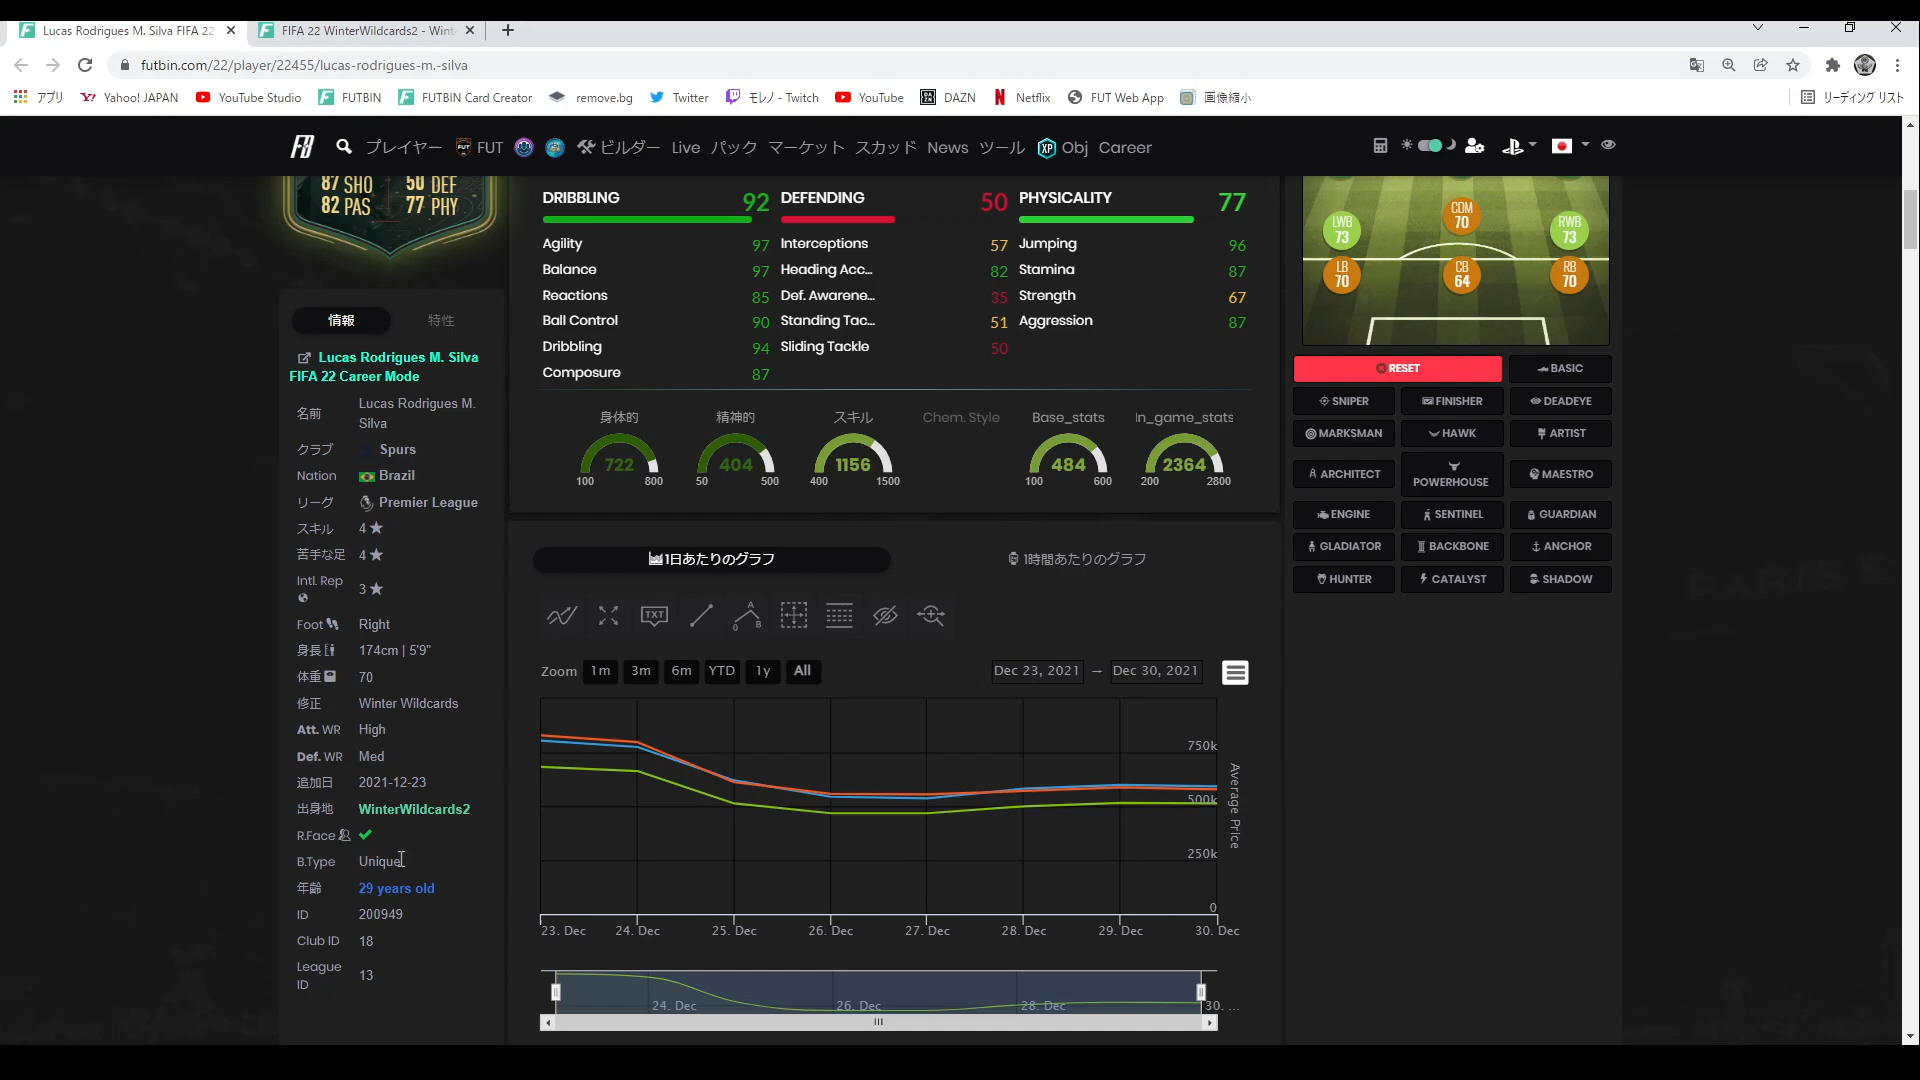 Lucas Rodrigues M. Silva FIFA 22
FIFA 22 WinterWildcards2 - Wint
futbin.com/22/player/22455/lucas-rodrigues-m.-silva
アプリ Yahoo! JAPAN YouTube Studio FUTBIN FUTBIN Card Creator remove.bg Twitter モレノ - Twitch YouTube DAZN Netflix FUT Web App 画像縮小 リーディング リスト
プレイヤー FUT ビルダー Live パック マーケット スカッド News ツール Obj Career
87 SHO 50 DEF
82 PAS 77 PHY
DRIBBLING 92 DEFENDING 50 PHYSICALITY 77
Agility 97 Interceptions 57 Jumping 96
Balance 97 Heading Acc... 82 Stamina 87
Reactions 85 Def. Awarene... 35 Strength 67
Ball Control 90 Standing Tac... 51 Aggression 87
Dribbling 94 Sliding Tackle 50
Composure 87
身体的 精神的 スキル Chem. Style Base_stats In_game_stats
722 404 1156 484 2364
100 800 50 500 400 1500 100 600 200 2800
情報 特性
Lucas Rodrigues M. Silva
FIFA 22 Career Mode
名前 Lucas Rodrigues M.
Silva
クラブ Spurs
Nation Brazil
リーグ Premier League
スキル 4
苦手な足 4
Intl. Rep 3
Foot Right
身長 174cm | 5'9"
体重 70
修正 Winter Wildcards
Att. WR High
Def. WR Med
追加日 2021-12-23
出身地 WinterWildcards2
R.Face
B.Type Unique
年齢 29 years old
ID 200949
Club ID 18
League
ID 13
1日あたりのグラフ 1時間あたりのグラフ
TXT
A
0 B
Zoom 1m 3m 6m YTD 1y All Dec 23, 2021 → Dec 30, 2021
750k
500k
250k
0
Average Price
23. Dec 24. Dec 25. Dec 26. Dec 27. Dec 28. Dec 29. Dec 30. Dec
24. Dec 26. Dec 28. Dec 30. ...
CDM
70
LWB
73
RWB
73
LB
70
CB
64
RB
70
RESET BASIC
SNIPER FINISHER DEADEYE
MARKSMAN HAWK ARTIST
ARCHITECT POWERHOUSE MAESTRO
ENGINE SENTINEL GUARDIAN
GLADIATOR BACKBONE ANCHOR
HUNTER CATALYST SHADOW